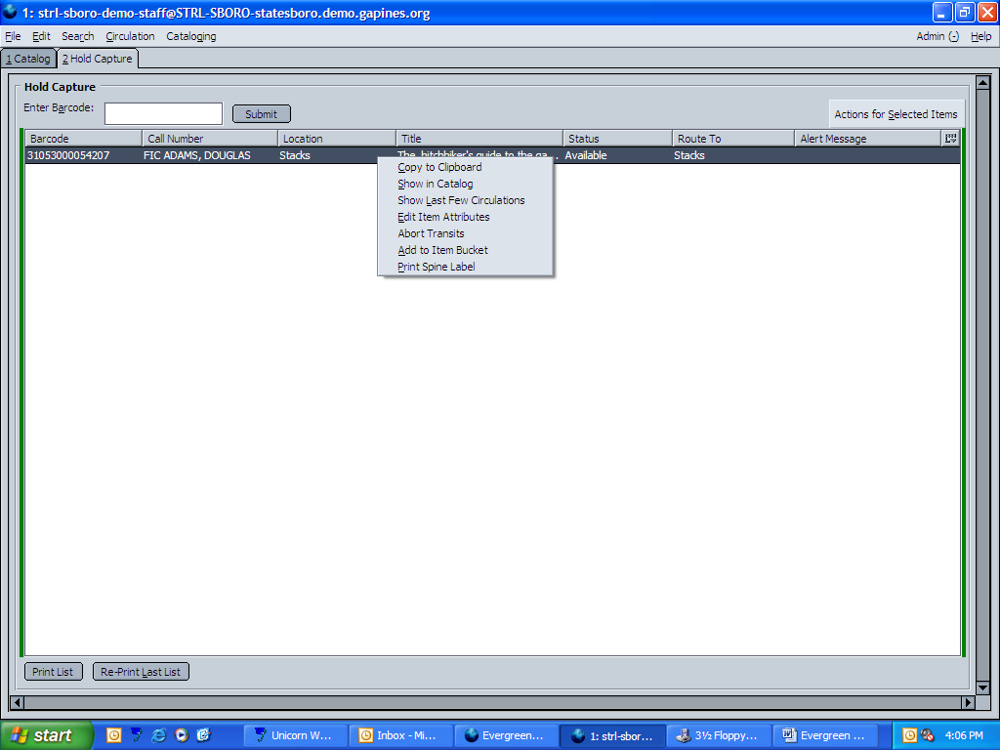 1: strl-sboro-demo-staff@STRL-SBORO-statesboro.demo.gapines.org
File Edit Search Circulation Cataloging Admin (-) Help
1 Catalog 2 Hold Capture
Hold Capture
Enter Barcode: Submit Actions for Selected Items
Barcode Call Number Location Title Status Route To Alert Message
31053000054207 FIC ADAMS, DOUGLAS Stacks The hitchhiker's guide to the ga... Available Stacks
Copy to Clipboard
Show in Catalog
Show Last Few Circulations
Edit Item Attributes
Abort Transits
Add to Item Bucket
Print Spine Label
Print List Re-Print Last List
start Unicorn W... Inbox - Mi... Evergreen... 1: strl-sbor... 3½ Floppy... Evergreen ... 4:06 PM